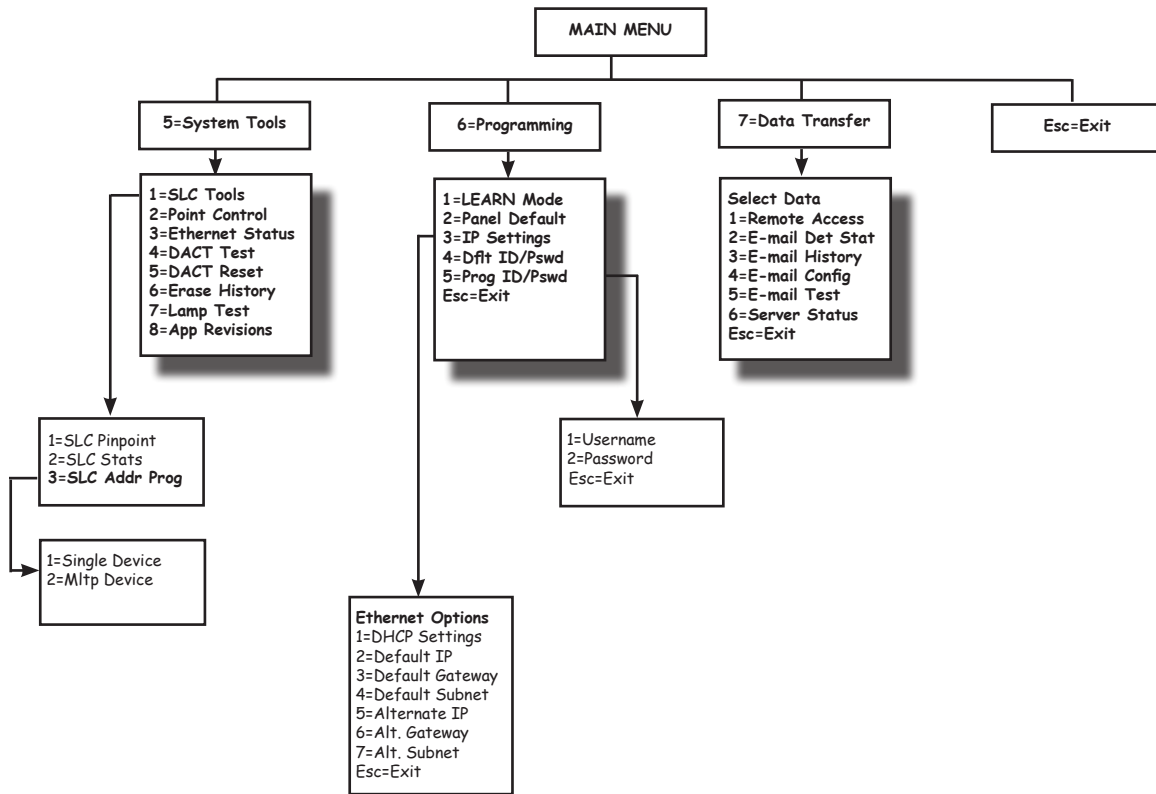 MAIN MENU
5=System Tools
6=Programming
7=Data Transfer
Esc=Exit
1=SLC Tools
2=Point Control
3=Ethernet Status
4=DACT Test
5=DACT Reset
6=Erase History
7=Lamp Test
8=App Revisions
1=LEARN Mode
2=Panel Default
3=IP Settings
4=Dflt ID/Pswd
5=Prog ID/Pswd
Esc=Exit
Select Data
1=Remote Access
2=E-mail Det Stat
3=E-mail History
4=E-mail Config
5=E-mail Test
6=Server Status
Esc=Exit
1=SLC Pinpoint
2=SLC Stats
3=SLC Addr Prog
1=Username
2=Password
Esc=Exit
1=Single Device
2=Mltp Device
Ethernet Options
1=DHCP Settings
2=Default IP
3=Default Gateway
4=Default Subnet
5=Alternate IP
6=Alt. Gateway
7=Alt. Subnet
Esc=Exit